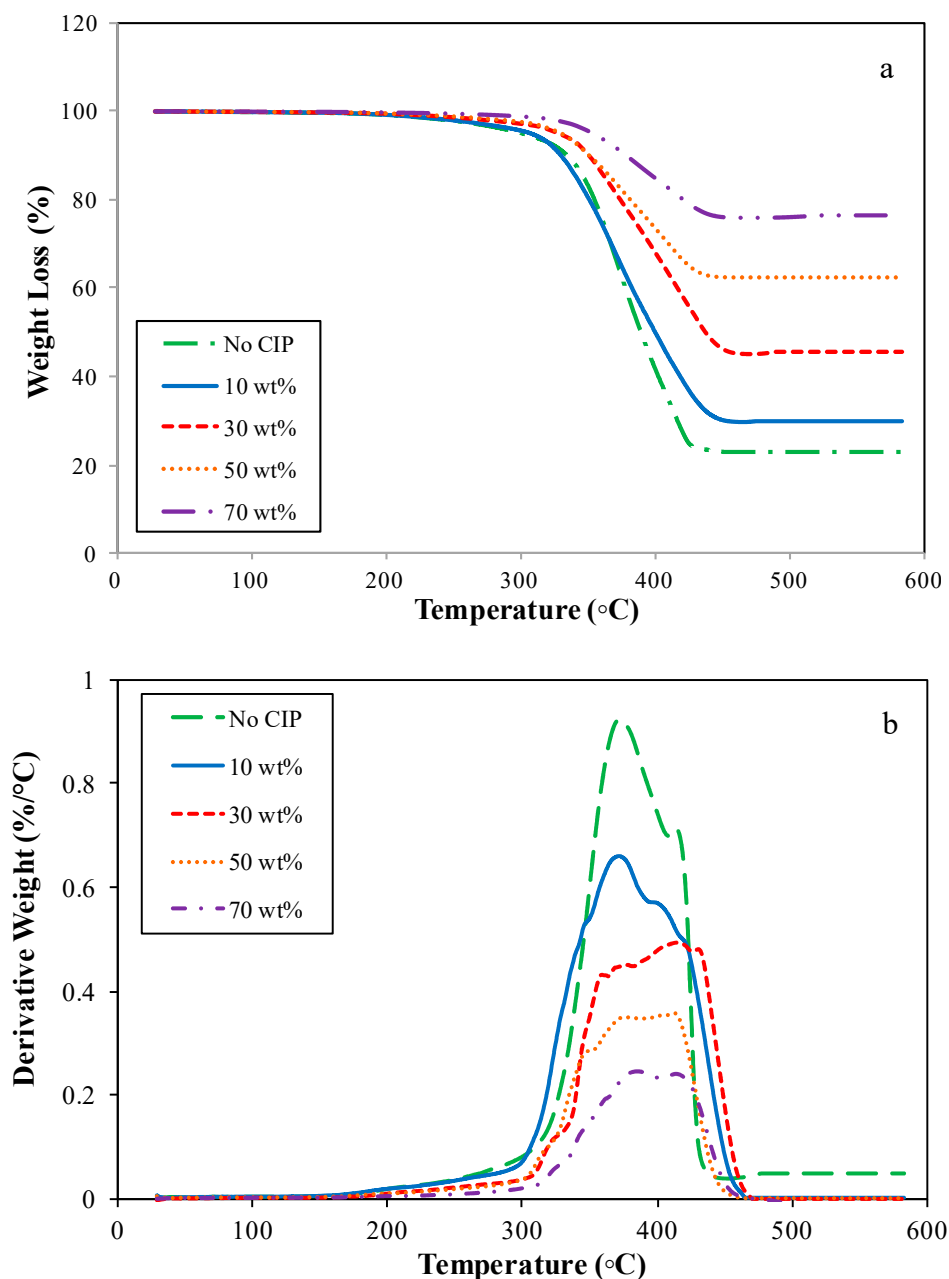 120
a
100
80
Weight Loss (%)
60
No CIP
10 wt%
40
30 wt%
50 wt%
20
70 wt%
0
0 100 200 300 400 500 600
Temperature (◦C)
1
No CIP
b
0.8
10 wt%
30 wt%
0.6
50 wt%
Derivative Weight (%/°C)
70 wt%
0.4
0.2
0
0 100 200 300 400 500 600
Temperature (◦C)